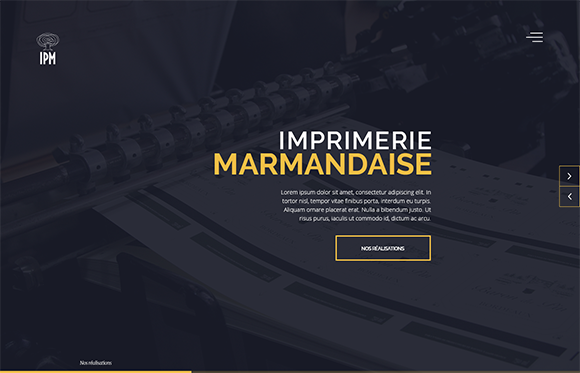 IPM
IMPRIMERIE
MARMANDAISE
Lorem ipsum dolor sit amet, consectetur adipiscing elit. In
tortor nisl, tempor vitae finibus porta, interdum eu turpis.
Aliquam ornare placerat erat. Nulla a bibendum justo. Ut
risus purus, iaculis ut commodo id, dictum ac arcu.
NOS RÉALISATIONS
Nos réalisations